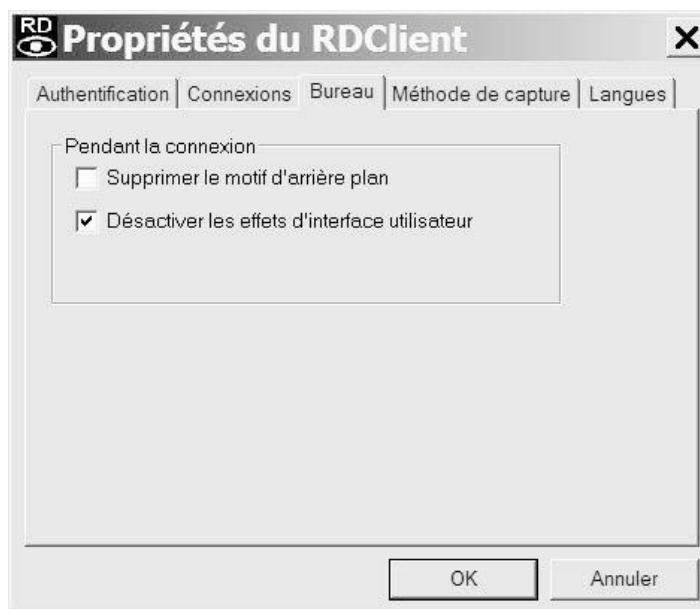 RD
Propriétés du RDClient
Authentification Connexions Bureau Méthode de capture Langues
Pendant la connexion
Supprimer le motif d'arrière plan
Désactiver les effets d'interface utilisateur
OK Annuler